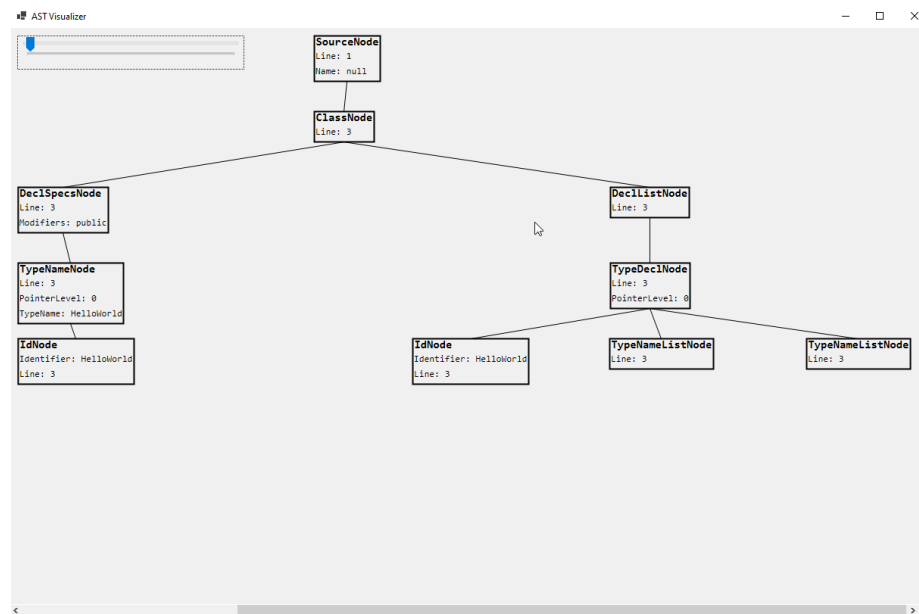 AST Visualizer
SourceNode
Line: 1
Name: null
ClassNode
Line: 3
DeclSpecsNode
Line: 3
Modifiers: public
DeclListNode
Line: 3
TypeNameNode
Line: 3
PointerLevel: 0
TypeName: HelloWorld
TypeDeclNode
Line: 3
PointerLevel: 0
IdNode
Identifier: HelloWorld
Line: 3
IdNode
Identifier: HelloWorld
Line: 3
TypeNameListNode
Line: 3
TypeNameListNode
Line: 3